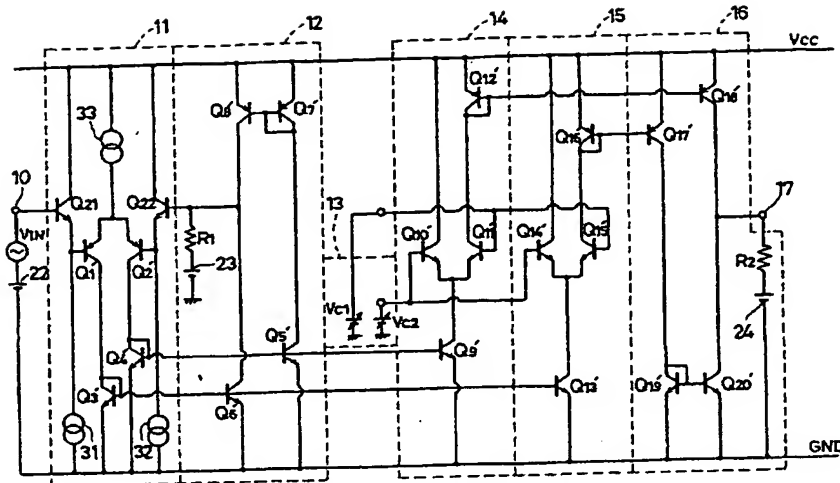 11
12
14
15
16
Vcc
33
Q8'
Q7'
Q12'
Q18'
Q16'
Q17'
10
Q21
Q22
13
17
VIN
R1
23
Q1'
Q2'
Q10'
Q11'
Q14'
Q15'
R2
22
Vc1
Vc2
24
Q4'
Q5'
Q9'
Q3'
Q6'
Q13'
Q19'
Q20'
31
32
GND